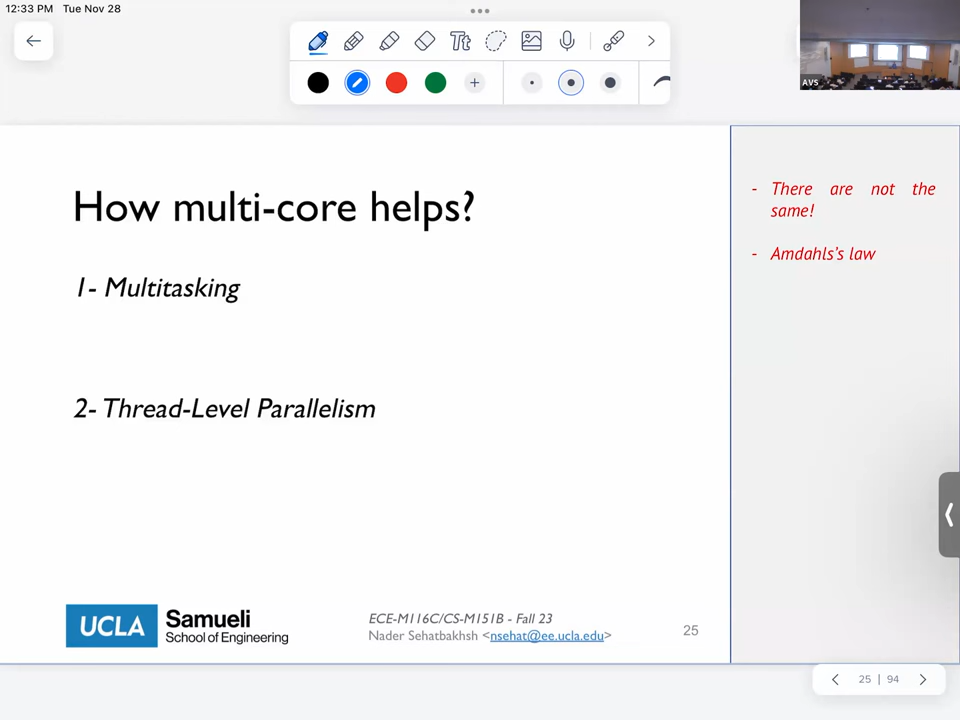 12:33 PM Tue Nov 28
Tt
AVS
How multi-core helps?
1- Multitasking
2- Thread-Level Parallelism
- There are not the
same!
- Amdahls's law
UCLA Samueli
School of Engineering
ECE-M116C/CS-M151B - Fall 23
Nader Sehatbakhsh <nsehat@ee.ucla.edu>
25
25 | 94